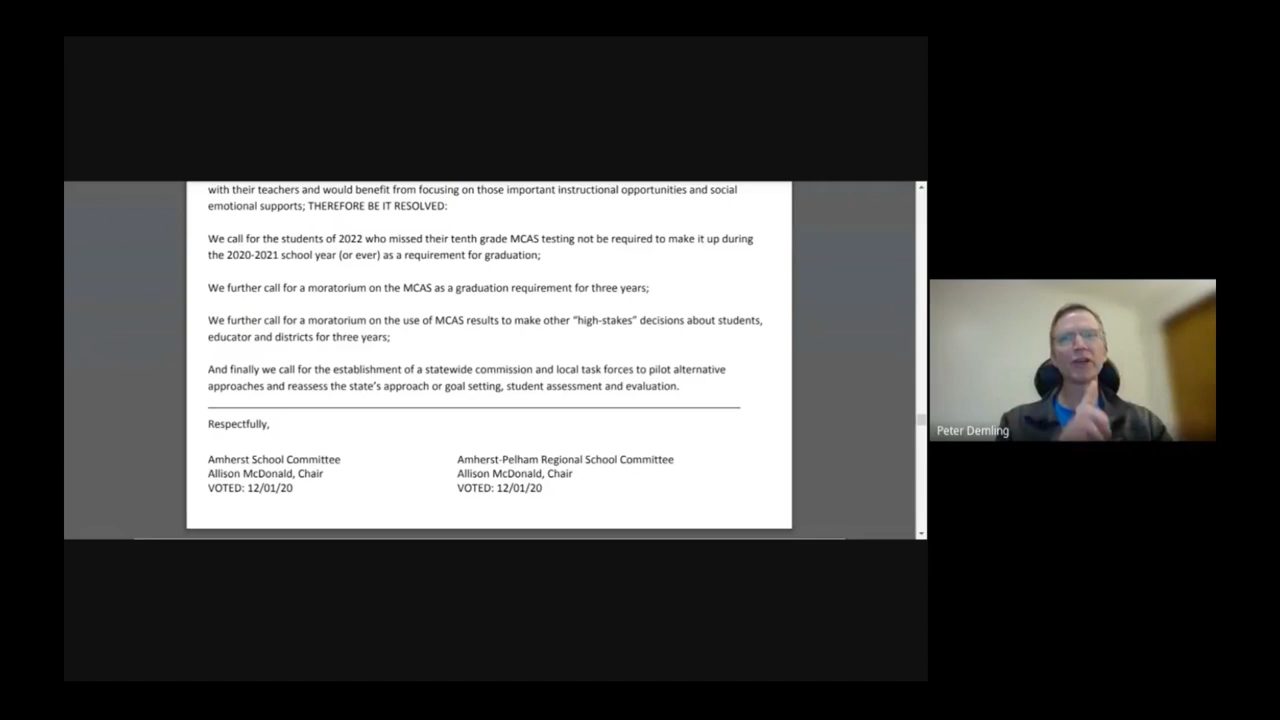 with their teachers and would benefit from focusing on those important instructional opportunities and social
emotional supports; THEREFORE BE IT RESOLVED:
We call for the students of 2022 who missed their tenth grade MCAS testing not be required to make it up during
the 2020-2021 school year (or ever) as a requirement for graduation;
We further call for a moratorium on the MCAS as a graduation requirement for three years;
We further call for a moratorium on the use of MCAS results to make other “high-stakes” decisions about students,
educator and districts for three years;
And finally we call for the establishment of a statewide commission and local task forces to pilot alternative
approaches and reassess the state’s approach or goal setting, student assessment and evaluation.
Respectfully,
Amherst School Committee
Allison McDonald, Chair
VOTED: 12/01/20
Amherst-Pelham Regional School Committee
Allison McDonald, Chair
VOTED: 12/01/20
Peter Demling